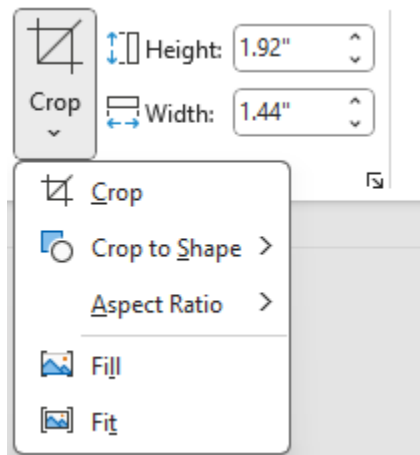 Height: 1.92"
Crop
Width: 1.44"
Crop
Crop to Shape
Aspect Ratio
Fill
Fit